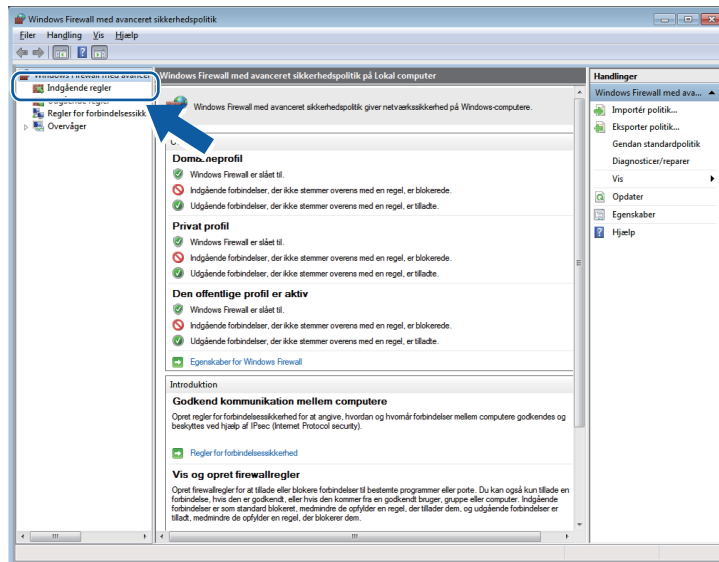 Windows Firewall med avanceret sikkerhedspolitik
Filer Handling Vis Hjælp
Windows Firewall med avancer
Indgående regler
Udgående regler
Regler for forbindelsessikk
Overvåger
Windows Firewall med avanceret sikkerhedspolitik på Lokal computer
Windows Firewall med avanceret sikkerhedspolitik giver netværkssikkerhed på Windows-computere.
Domæneprofil
Windows Firewall er slået til.
Indgående forbindelser, der ikke stemmer overens med en regel, er blokerede.
Udgående forbindelser, der ikke stemmer overens med en regel, er tilladte.
Privat profil
Windows Firewall er slået til.
Indgående forbindelser, der ikke stemmer overens med en regel, er blokerede.
Udgående forbindelser, der ikke stemmer overens med en regel, er tilladte.
Den offentlige profil er aktiv
Windows Firewall er slået til.
Indgående forbindelser, der ikke stemmer overens med en regel, er blokerede.
Udgående forbindelser, der ikke stemmer overens med en regel, er tilladte.
Egenskaber for Windows Firewall
Introduktion
Godkend kommunikation mellem computere
Opret regler for forbindelsessikkerhed for at angive, hvordan og hvornår forbindelser mellem computere godkendes og
beskyttes ved hjælp af IPsec (Internet Protocol security).
Regler for forbindelsessikkerhed
Vis og opret firewallregler
Opret firewallregler for at tillade eller blokere forbindelser til bestemte programmer eller porte. Du kan også kun tillade en
forbindelse, hvis den er godkendt, eller hvis den kommer fra en godkendt bruger, gruppe eller computer. Indgående
forbindelser er som standard blokeret, medmindre de opfylder en regel, der tillader dem, og udgående forbindelser er
tilladt, medmindre de opfylder en regel, der blokerer dem.
Handlinger
Windows Firewall med ava...
Importér politik...
Eksporter politik...
Gendan standardpolitik
Diagnosticer/reparer
Vis
Opdater
Egenskaber
Hjælp